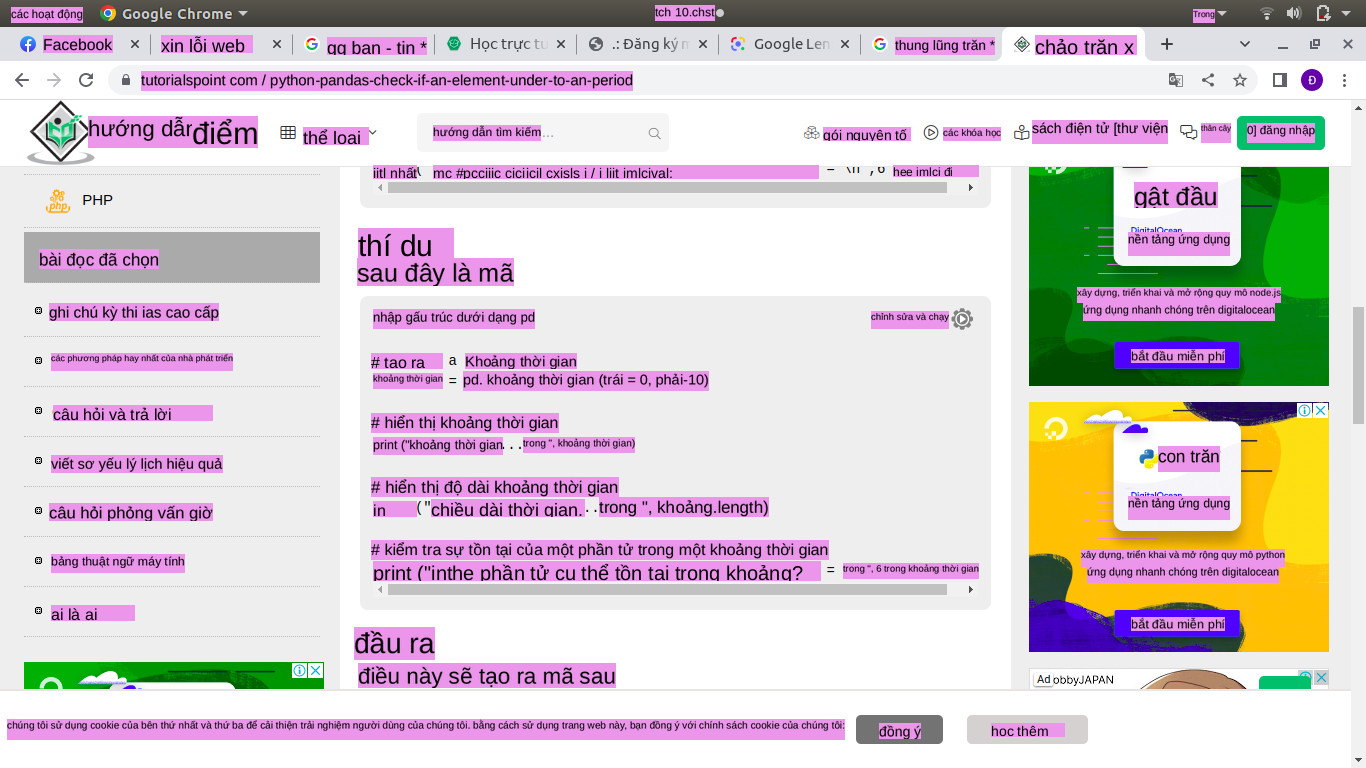 các hoạt động Google Chrome tch 10.chst Trong
Facebook xin lỗi web qq ban - tin * Học trực tu .: Đăng ký m Google Len thung lũng trăn * chảo trăn x
tutorialspoint com / python-pandas-check-if-an-element-under-to-an-period Đ
hướng dẫn điểm thể loại hướng dẫn tìm kiếm... gói nguyên tố các khóa học sách điện tử [thư viện thân cây 0] đăng nhập
PHP
bài đọc đã chọn
ghi chú kỳ thi ias cao cấp
các phương pháp hay nhất của nhà phát triển
câu hỏi và trả lời
viết sơ yếu lý lịch hiệu quả
câu hỏi phỏng vấn giờ
bảng thuật ngữ máy tính
ai là ai
thí du
sau đây là mã
nhập gấu trúc dưới dạng pd chỉnh sửa và chạy
# tạo ra a Khoảng thời gian
khoảng thời gian = pd. khoảng thời gian (trái = 0, phải-10)
# hiển thị khoảng thời gian
print ("khoảng thời gian. . . trong ", khoảng thời gian)
# hiển thị độ dài khoảng thời gian
in ("chiều dài thời gian. . . trong ", khoảng.length)
# kiểm tra sự tồn tại của một phần tử trong một khoảng thời gian
print ("inthe phần tử cụ thể tồn tại trong khoảng? = trong ", 6 trong khoảng thời gian
đầu ra
điều này sẽ tạo ra mã sau
gật đầu
DigitalOcean
nền tảng ứng dụng
xây dựng, triển khai và mở rộng quy mô node.js
ứng dụng nhanh chóng trên digitalocean
bắt đầu miễn phí
con trăn
DigitalOcean
nền tảng ứng dụng
xây dựng, triển khai và mở rộng quy mô python
ứng dụng nhanh chóng trên digitalocean
bắt đầu miễn phí
Ad obbyJAPAN
chúng tôi sử dụng cookie của bên thứ nhất và thứ ba để cải thiện trải nghiệm người dùng của chúng tôi. bằng cách sử dụng trang web này, bạn đồng ý với chính sách cookie của chúng tôi: đồng ý học thêm